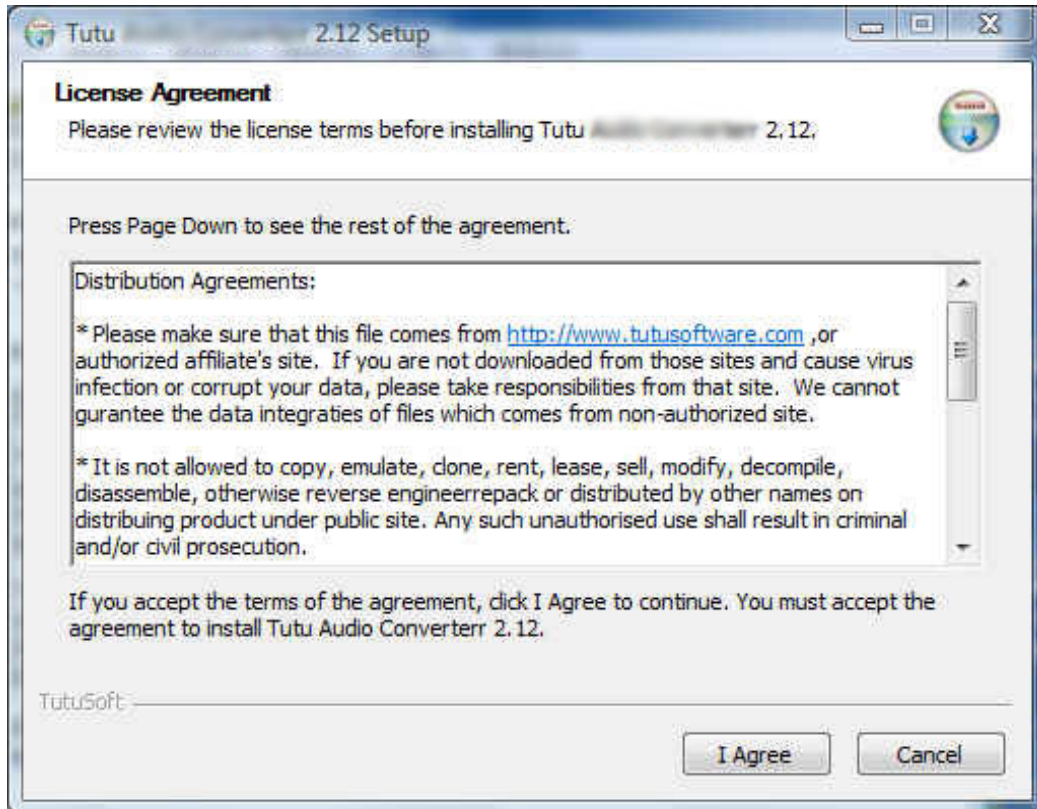 Tutu 2.12 Setup
License Agreement
Please review the license terms before installing Tutu 2.12.
Press Page Down to see the rest of the agreement.
Distribution Agreements:
* Please make sure that this file comes from http://www.tutusoftware.com ,or
authorized affiliate's site. If you are not downloaded from those sites and cause virus
infection or corrupt your data, please take responsibilities from that site. We cannot
gurantee the data integraties of files which comes from non-authorized site.
* It is not allowed to copy, emulate, clone, rent, lease, sell, modify, decompile,
disassemble, otherwise reverse engineerrepack or distributed by other names on
distribuing product under public site. Any such unauthorised use shall result in criminal
and/or civil prosecution.
If you accept the terms of the agreement, click I Agree to continue. You must accept the
agreement to install Tutu Audio Converterr 2.12.
TutuSoft
I Agree Cancel